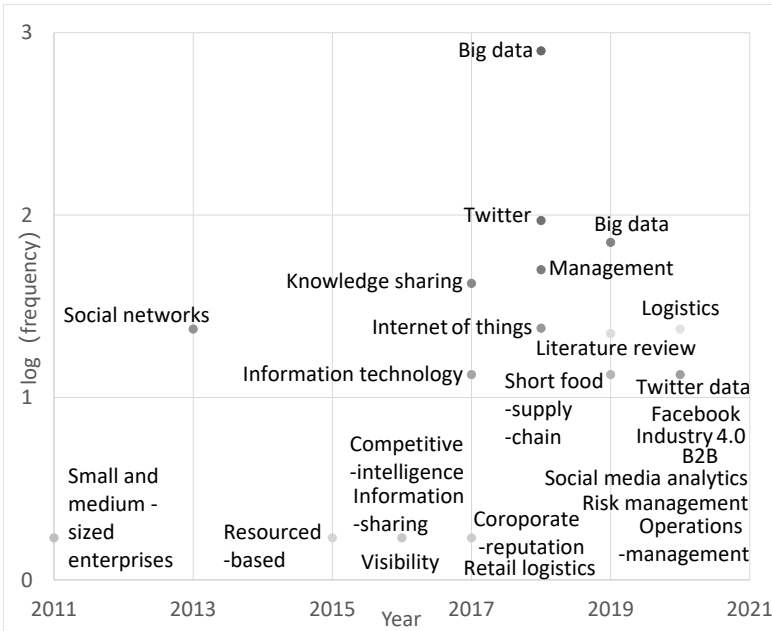 3
Big data
2
Twitter
Big data
Management
Knowledge sharing
Logistics
Social networks
Internet of things
Literature review
Information technology
Short food
-supply
-chain
Twitter data
Facebook
Industry 4.0
B2B
Social media analytics
Risk management
Operations
-management
1
Competitive
-intelligence
Information
-sharing
Visibility
Small and
medium -
sized
enterprises
Resourced
-based
Coroporate
-reputation
Retail logistics
0
log (frequency)
2011 2013 2015 2017 2019 2021
Year